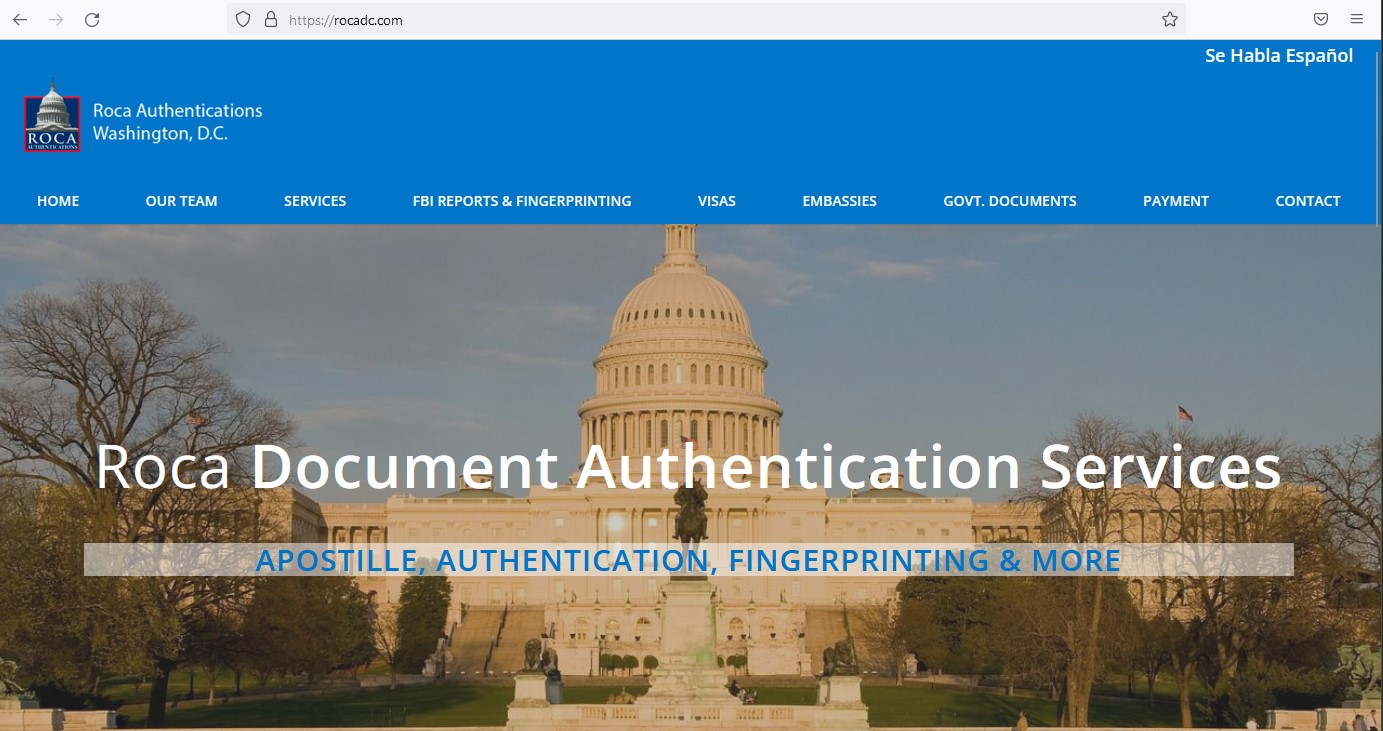 https://rocadc.com
Se Habla Español
ROCA
AUTHENTICATIONS
Roca Authentications
Washington, D.C.
HOME OUR TEAM SERVICES FBI REPORTS & FINGERPRINTING VISAS EMBASSIES GOVT. DOCUMENTS PAYMENT CONTACT
Roca Document Authentication Services
APOSTILLE, AUTHENTICATION, FINGERPRINTING & MORE